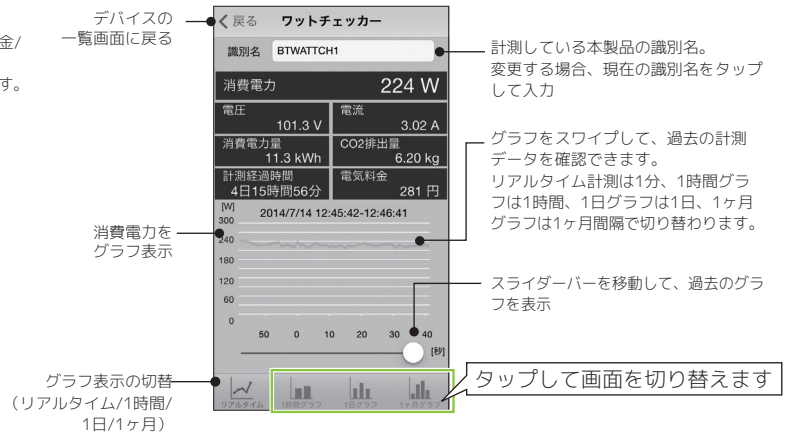 デバイスの
一覧画面に戻る
金/
す。
戻る ワットチェッカー
識別名 BTWATTCH1
計測している本製品の識別名。
変更する場合、現在の識別名をタップ
して入力
消費電力 224 W
電圧 101.3 V
電流 3.02 A
消費電力量 11.3 kWh
CO2排出量 6.20 kg
計測経過時間 4日15時間56分
電気料金 281 円
グラフをスワイプして、過去の計測
データを確認できます。
リアルタイム計測は1分、1時間グラ
フは1時間、1日グラフは1日、1ヶ月
グラフは1ヶ月間隔で切り替わります。
[W]
2014/7/14 12:45:42-12:46:41
300
240
180
120
60
0
50 0 10 20 30 40
[秒]
消費電力を
グラフ表示
スライダーバーを移動して、過去のグラ
フを表示
グラフ表示の切替
（リアルタイム/1時間/
1日/1ヶ月）
リアルタイム 1時間グラフ 1日グラフ 1ヶ月グラフ
タップして画面を切り替えます